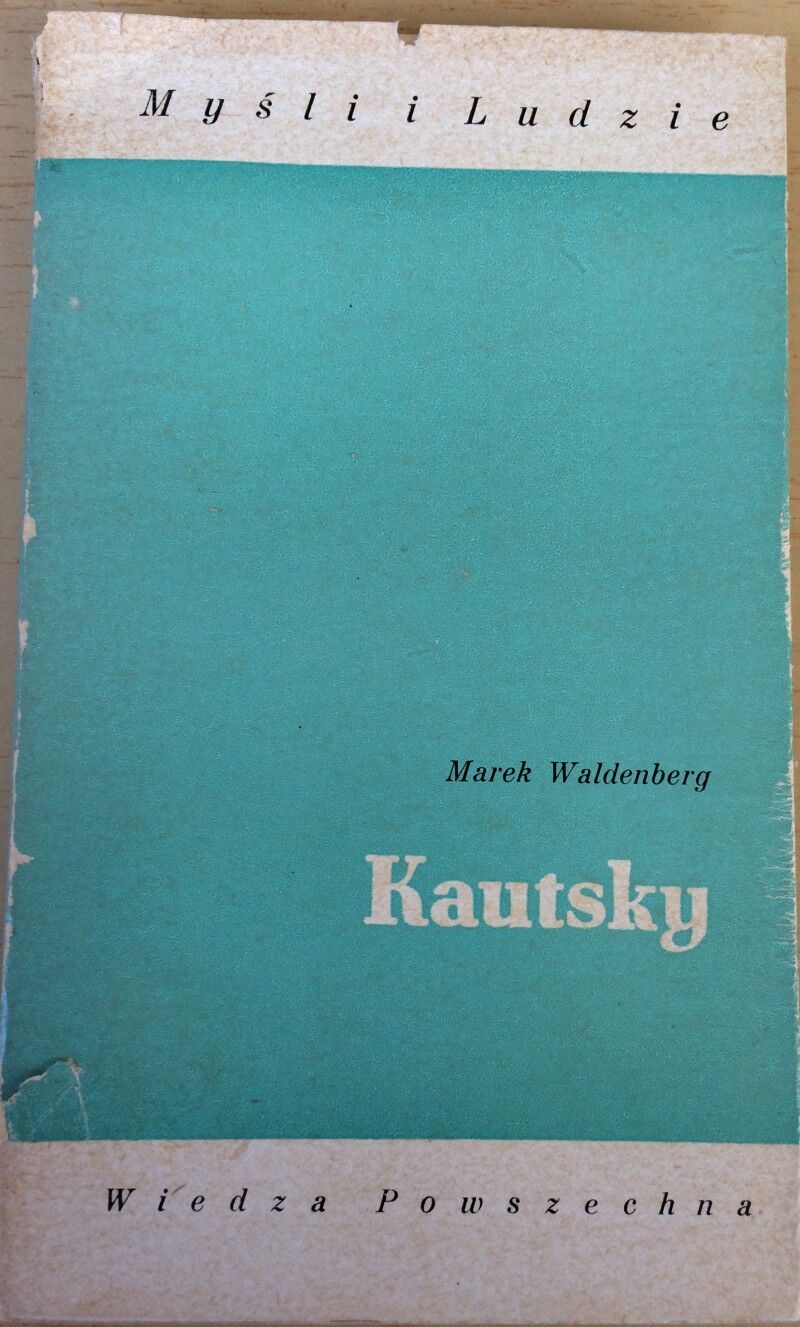 Myśli i Ludzie
Marek Waldenberg
Kautsky
Wiedza Powszechna